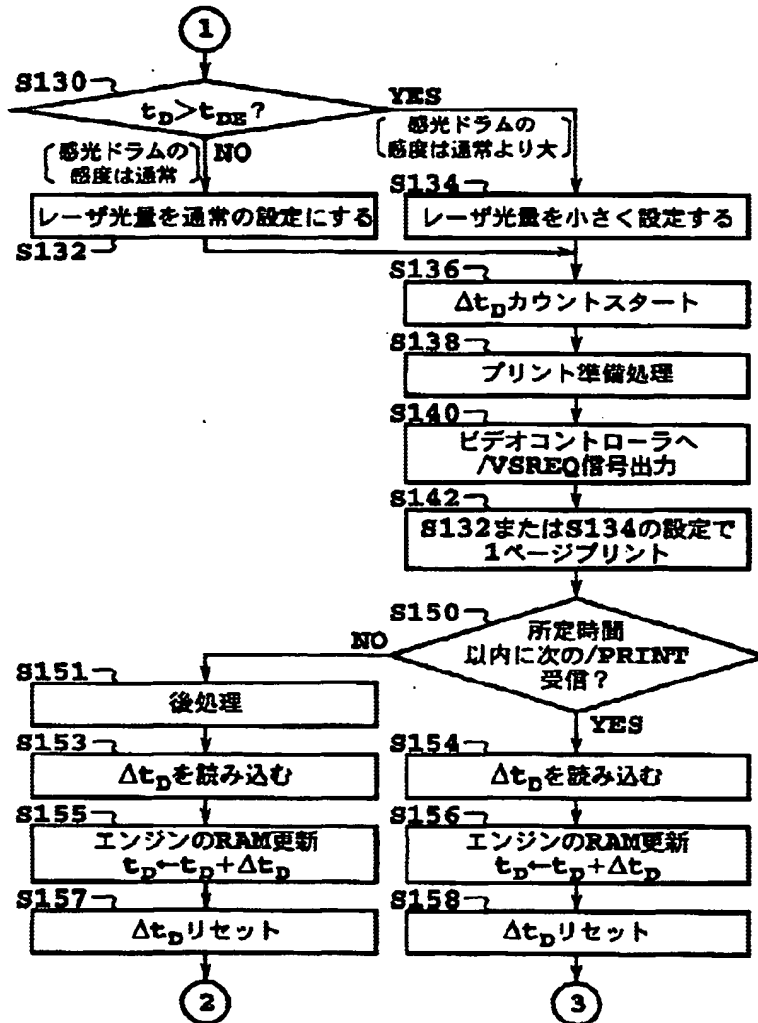 1
S130
tD>tDE?
YES
感光ドラムの
感度は通常より大
感光ドラムの
感度は通常
NO
S134
レーザ光量を通常の設定にする
レーザ光量を小さく設定する
S132
S136
ΔtDカウントスタート
S138
プリント準備処理
S140
ビデオコントローラへ
/VSREQ信号出力
S142
S132またはS134の設定で
1ページプリント
S150
所定時間
以内に次の/PRINT
受信?
NO
YES
S151
後処理
S153
ΔtDを読み込む
S154
ΔtDを読み込む
S155
エンジンのRAM更新
tD←tD+ΔtD
S156
エンジンのRAM更新
tD←tD+ΔtD
S157
ΔtDリセット
S158
ΔtDリセット
2
3